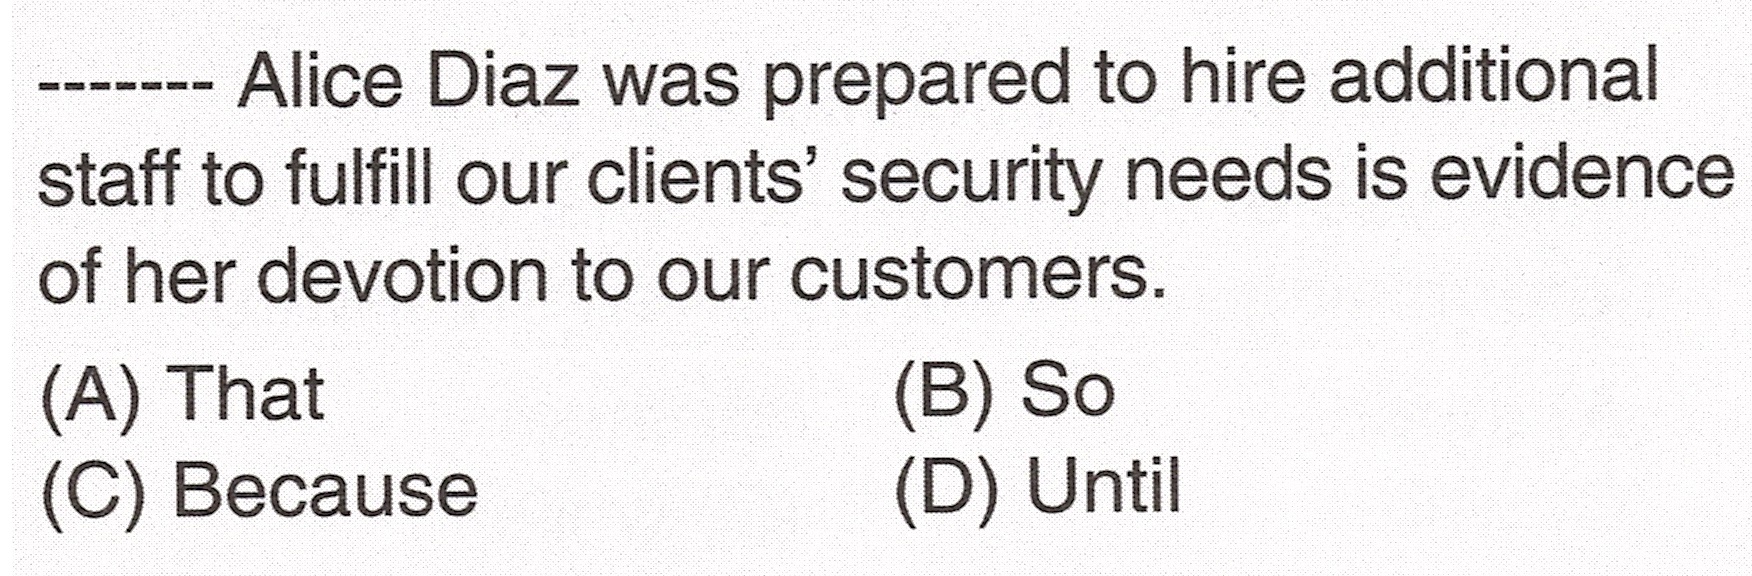 ------- Alice Diaz was prepared to hire additional
staff to fulfill our clients’ security needs is evidence
of her devotion to our customers.
(A) That (B) So
(C) Because (D) Until